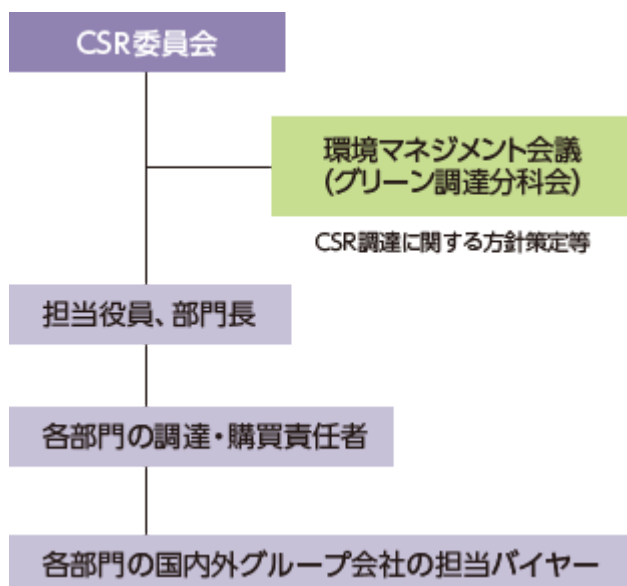 CSR委員会
環境マネジメント会議
(グリーン調達分科会)
CSR調達に関する方針策定等
担当役員、部門長
各部門の調達・購買責任者
各部門の国内外グループ会社の担当バイヤー